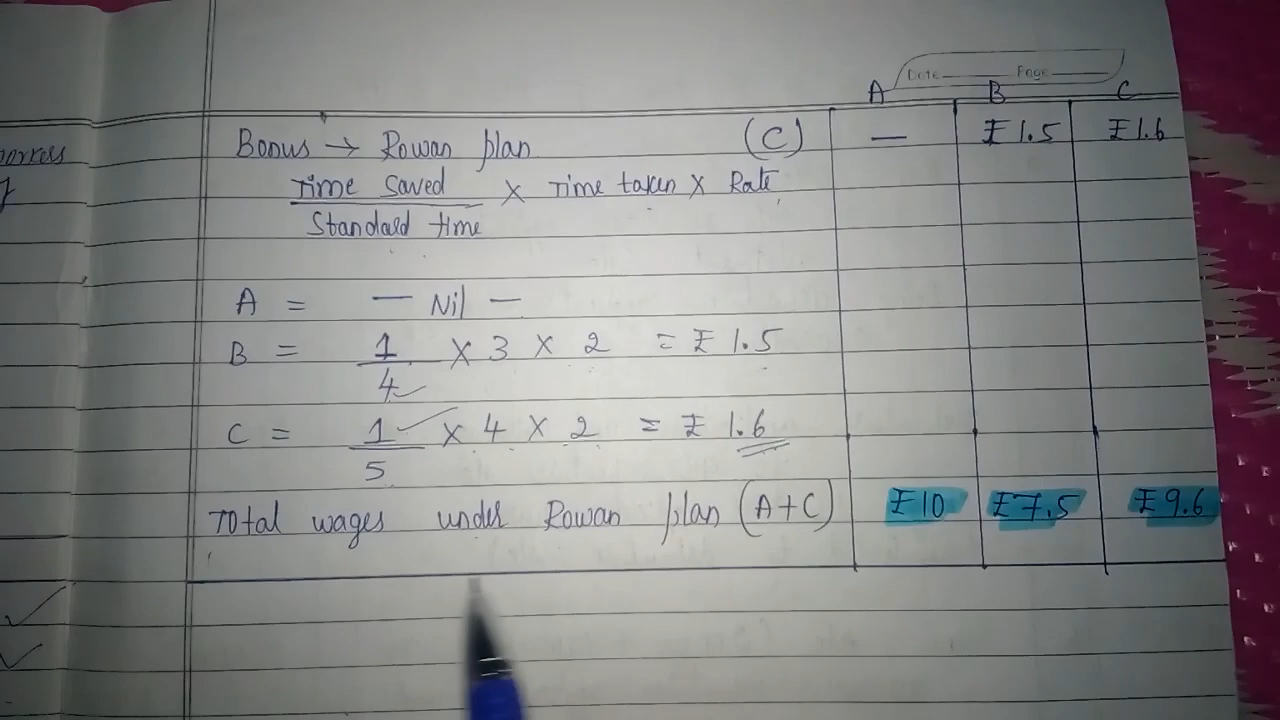 Date Page
A B C
Bonus → Rowan plan (C) — ₹1.5 ₹1.6
Time Saved × Time taken × Rate
Standard time
A = — Nil —
B = 1 × 3 × 2 = ₹ 1.5
4
C = 1 × 4 × 2 = ₹ 1.6
5
Total wages under Rowan plan (A+C) ₹10 ₹7.5 ₹9.6